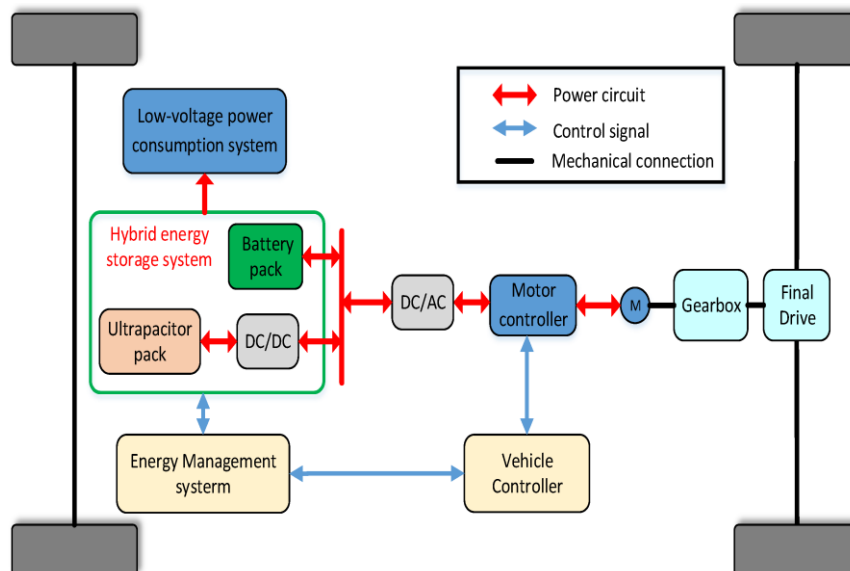 Low-voltage power
consumption system
Power circuit
Control signal
Mechanical connection
Hybrid energy
storage system
Battery
pack
Ultrapacitor
pack
DC/DC
DC/AC
Motor
controller
M
Gearbox
Final
Drive
Energy Management
systerm
Vehicle
Controller